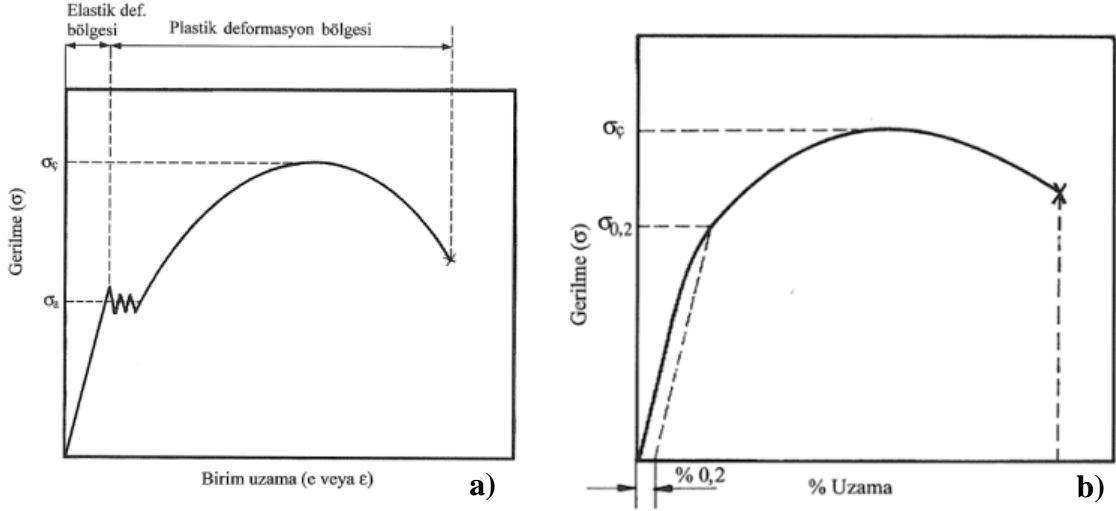 Elastik def.
bölgesi
Plastik deformasyon bölgesi
σç
σa
Gerilme (σ)
Birim uzama (e veya ε)
a)
σç
σ0,2
Gerilme (σ)
% 0,2
% Uzama
b)